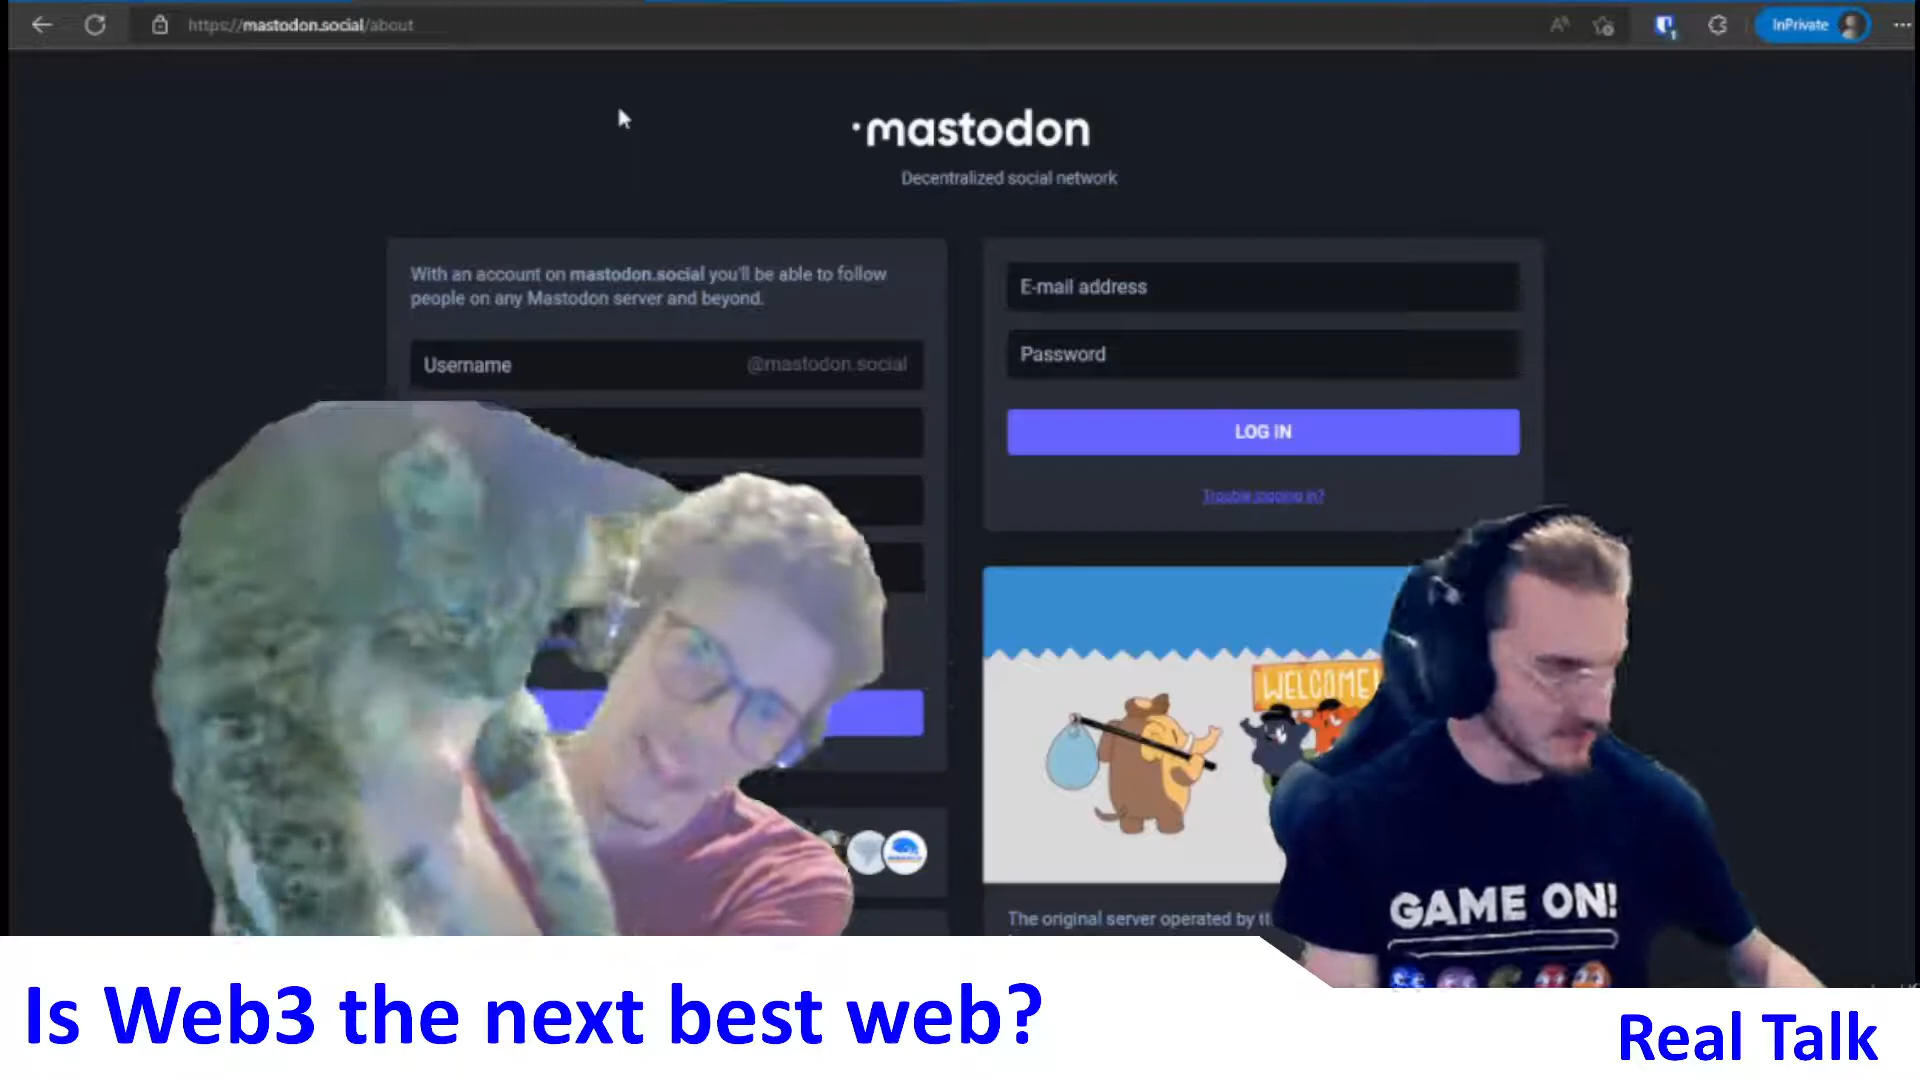 https://mastodon.social/about
InPrivate
mastodon
Decentralized social network
With an account on mastodon.social you'll be able to follow
people on any Mastodon server and beyond.
Username @mastodon.social
E-mail address
Password
LOG IN
Trouble logging in?
WELCOME!
The original server operated by
GAME ON!
Is Web3 the next best web?
Real Talk